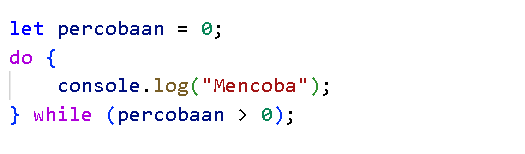 let percobaan = 0;
do {
    console.log("Mencoba");
} while (percobaan > 0);